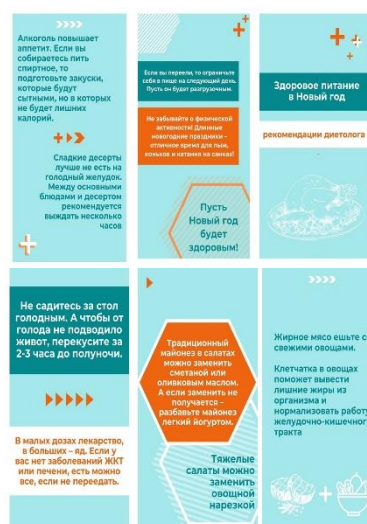 Алкоголь повышает
аппетит. Если вы
собираетесь пить
спиртное, то
подготовьте закуски,
которые будут
сытными, но в которых
не будет лишних
калорий.
Сладкие десерты
лучше не есть на
голодный желудок.
Между основными
блюдами и десертом
рекомендуется
выждать несколько
часов
Если вы переели, то ограничьте
себя в пище на следующий день.
Пусть он будет разгрузочным.
Не забывайте о физической
активности! Длинные
новогодние праздники –
отличное время для лыж,
коньков и катания на санках!
Пусть
Новый год
будет
здоровым!
Здоровое питание
в Новый год
рекомендации диетолога
Не садитесь за стол
голодным. А чтобы от
голода не подводило
живот, перекусите за
2-3 часа до полуночи.
В малых дозах лекарство,
в больших – яд. Если у
вас нет заболеваний ЖКТ
или печени, есть можно
все, если не переедать.
Традиционный
майонез в салатах
можно заменить
сметаной или
оливковым маслом.
А если заменить не
получается –
разбавьте майонез
легкий йогуртом.
Тяжелые
салаты можно
заменить
овощной
нарезкой
Жирное мясо ешьте с
свежими овощами.
Клетчатка в овощах
поможет вывести
лишние жиры из
организма и
нормализовать работу
желудочно-кишечного
тракта